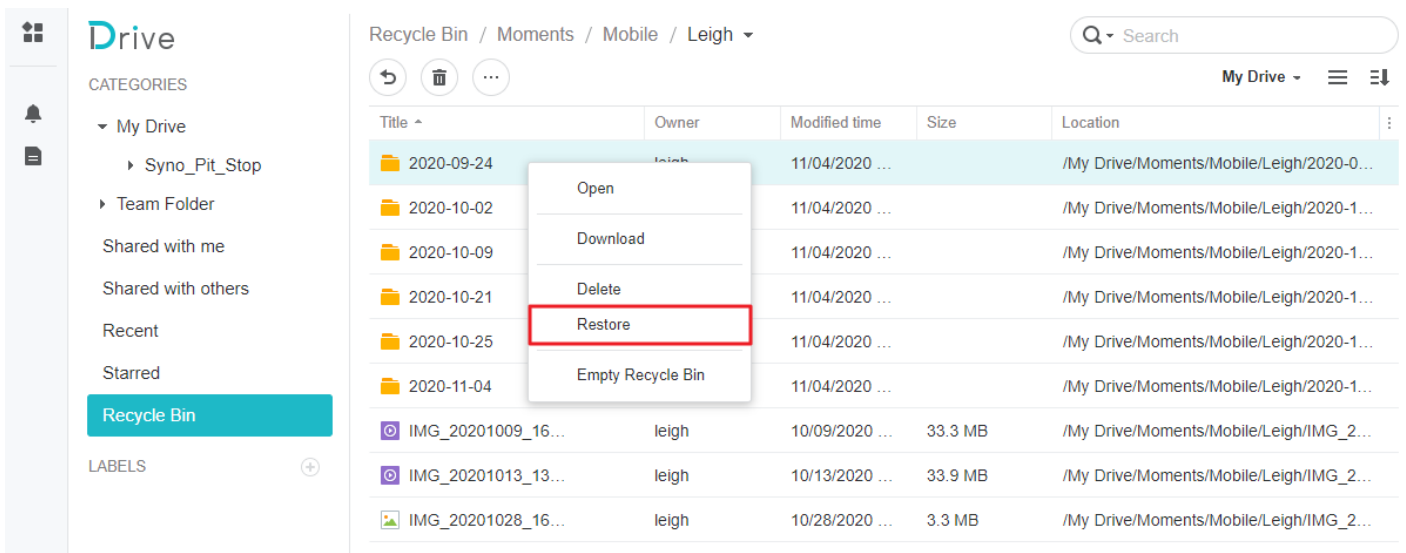 Drive
CATEGORIES
My Drive
Syno_Pit_Stop
Team Folder
Shared with me
Shared with others
Recent
Starred
Recycle Bin
LABELS
Recycle Bin / Moments / Mobile / Leigh
Search
My Drive
Title Owner Modified time Size Location
2020-09-24 leigh 11/04/2020 ... /My Drive/Moments/Mobile/Leigh/2020-0...
2020-10-02 11/04/2020 ... /My Drive/Moments/Mobile/Leigh/2020-1...
2020-10-09 11/04/2020 ... /My Drive/Moments/Mobile/Leigh/2020-1...
2020-10-21 11/04/2020 ... /My Drive/Moments/Mobile/Leigh/2020-1...
2020-10-25 11/04/2020 ... /My Drive/Moments/Mobile/Leigh/2020-1...
2020-11-04 11/04/2020 ... /My Drive/Moments/Mobile/Leigh/2020-1...
IMG_20201009_16... leigh 10/09/2020 ... 33.3 MB /My Drive/Moments/Mobile/Leigh/IMG_2...
IMG_20201013_13... leigh 10/13/2020 ... 33.9 MB /My Drive/Moments/Mobile/Leigh/IMG_2...
IMG_20201028_16... leigh 10/28/2020 ... 3.3 MB /My Drive/Moments/Mobile/Leigh/IMG_2...
Open
Download
Delete
Restore
Empty Recycle Bin